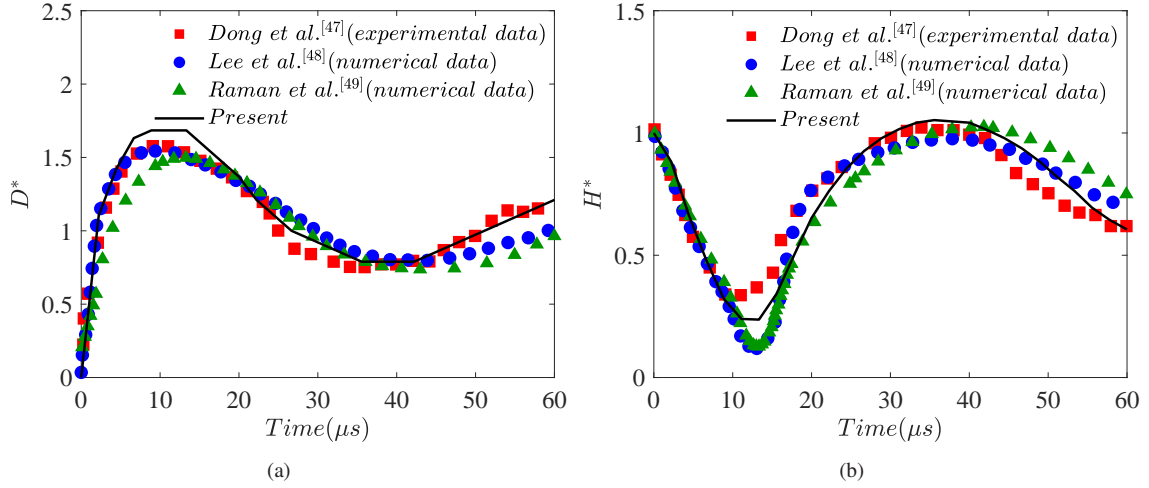 2.5
2
1.5
1
0.5
0
0
10
20
30
40
50
60
D*
Time(μs)
Dong et al.[47](experimental data)
Lee et al.[48](numerical data)
Raman et al.[49](numerical data)
Present
(a)
1.5
1
0.5
0
0
10
20
30
40
50
60
H*
Time(μs)
Dong et al.[47](experimental data)
Lee et al.[48](numerical data)
Raman et al.[49](numerical data)
Present
(b)